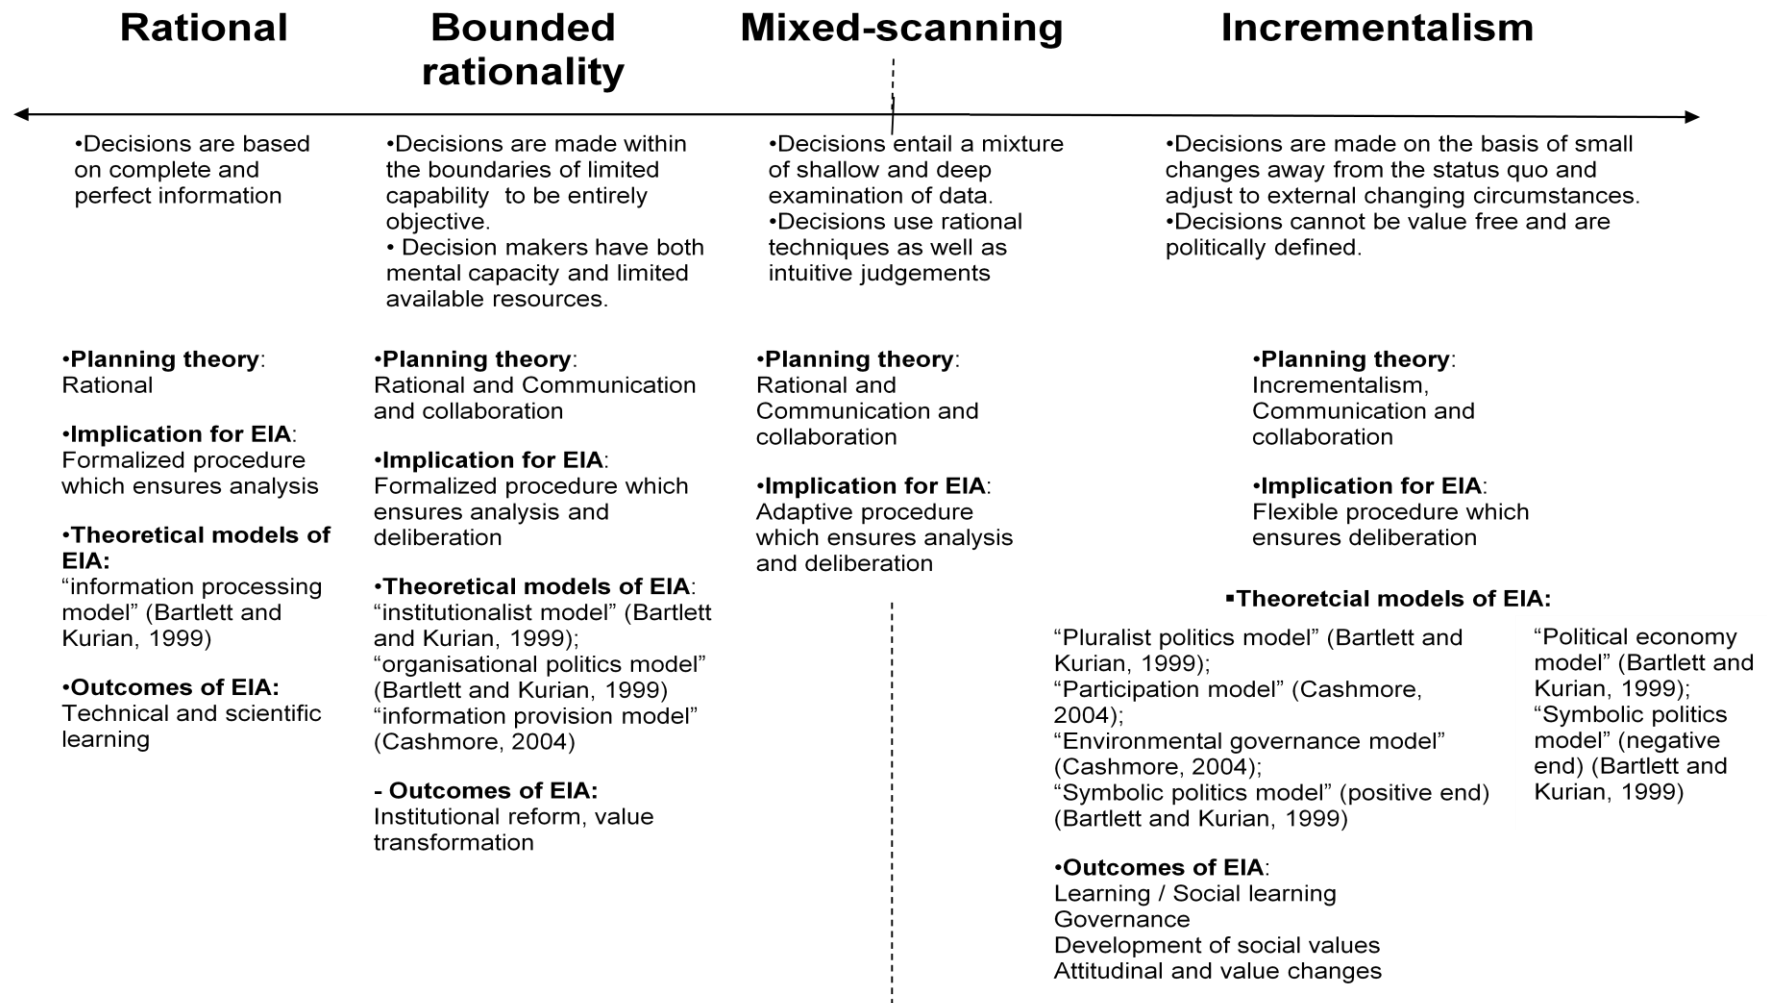 Rational
Bounded
rationality
Mixed-scanning
Incrementalism
•Decisions are based
on complete and
perfect information
•Decisions are made within
the boundaries of limited
capability to be entirely
objective.
• Decision makers have both
mental capacity and limited
available resources.
•Decisions entail a mixture
of shallow and deep
examination of data.
•Decisions use rational
techniques as well as
intuitive judgements
•Decisions are made on the basis of small
changes away from the status quo and
adjust to external changing circumstances.
•Decisions cannot be value free and are
politically defined.
•Planning theory:
Rational
•Implication for EIA:
Formalized procedure
which ensures analysis
•Theoretical models of
EIA:
“information processing
model” (Bartlett and
Kurian, 1999)
•Outcomes of EIA:
Technical and scientific
learning
•Planning theory:
Rational and Communication
and collaboration
•Implication for EIA:
Formalized procedure which
ensures analysis and
deliberation
•Theoretical models of EIA:
“institutionalist model” (Bartlett
and Kurian, 1999);
“organisational politics model”
(Bartlett and Kurian, 1999)
“information provision model”
(Cashmore, 2004)
- Outcomes of EIA:
Institutional reform, value
transformation
•Planning theory:
Rational and
Communication and
collaboration
•Implication for EIA:
Adaptive procedure
which ensures analysis
and deliberation
•Planning theory:
Incrementalism,
Communication and
collaboration
•Implication for EIA:
Flexible procedure which
ensures deliberation
▪Theoretcial models of EIA:
“Pluralist politics model” (Bartlett and
Kurian, 1999);
“Participation model” (Cashmore,
2004);
“Environmental governance model”
(Cashmore, 2004);
“Symbolic politics model” (positive end)
(Bartlett and Kurian, 1999)
“Political economy
model” (Bartlett and
Kurian, 1999);
“Symbolic politics
model” (negative
end) (Bartlett and
Kurian, 1999)
•Outcomes of EIA:
Learning / Social learning
Governance
Development of social values
Attitudinal and value changes